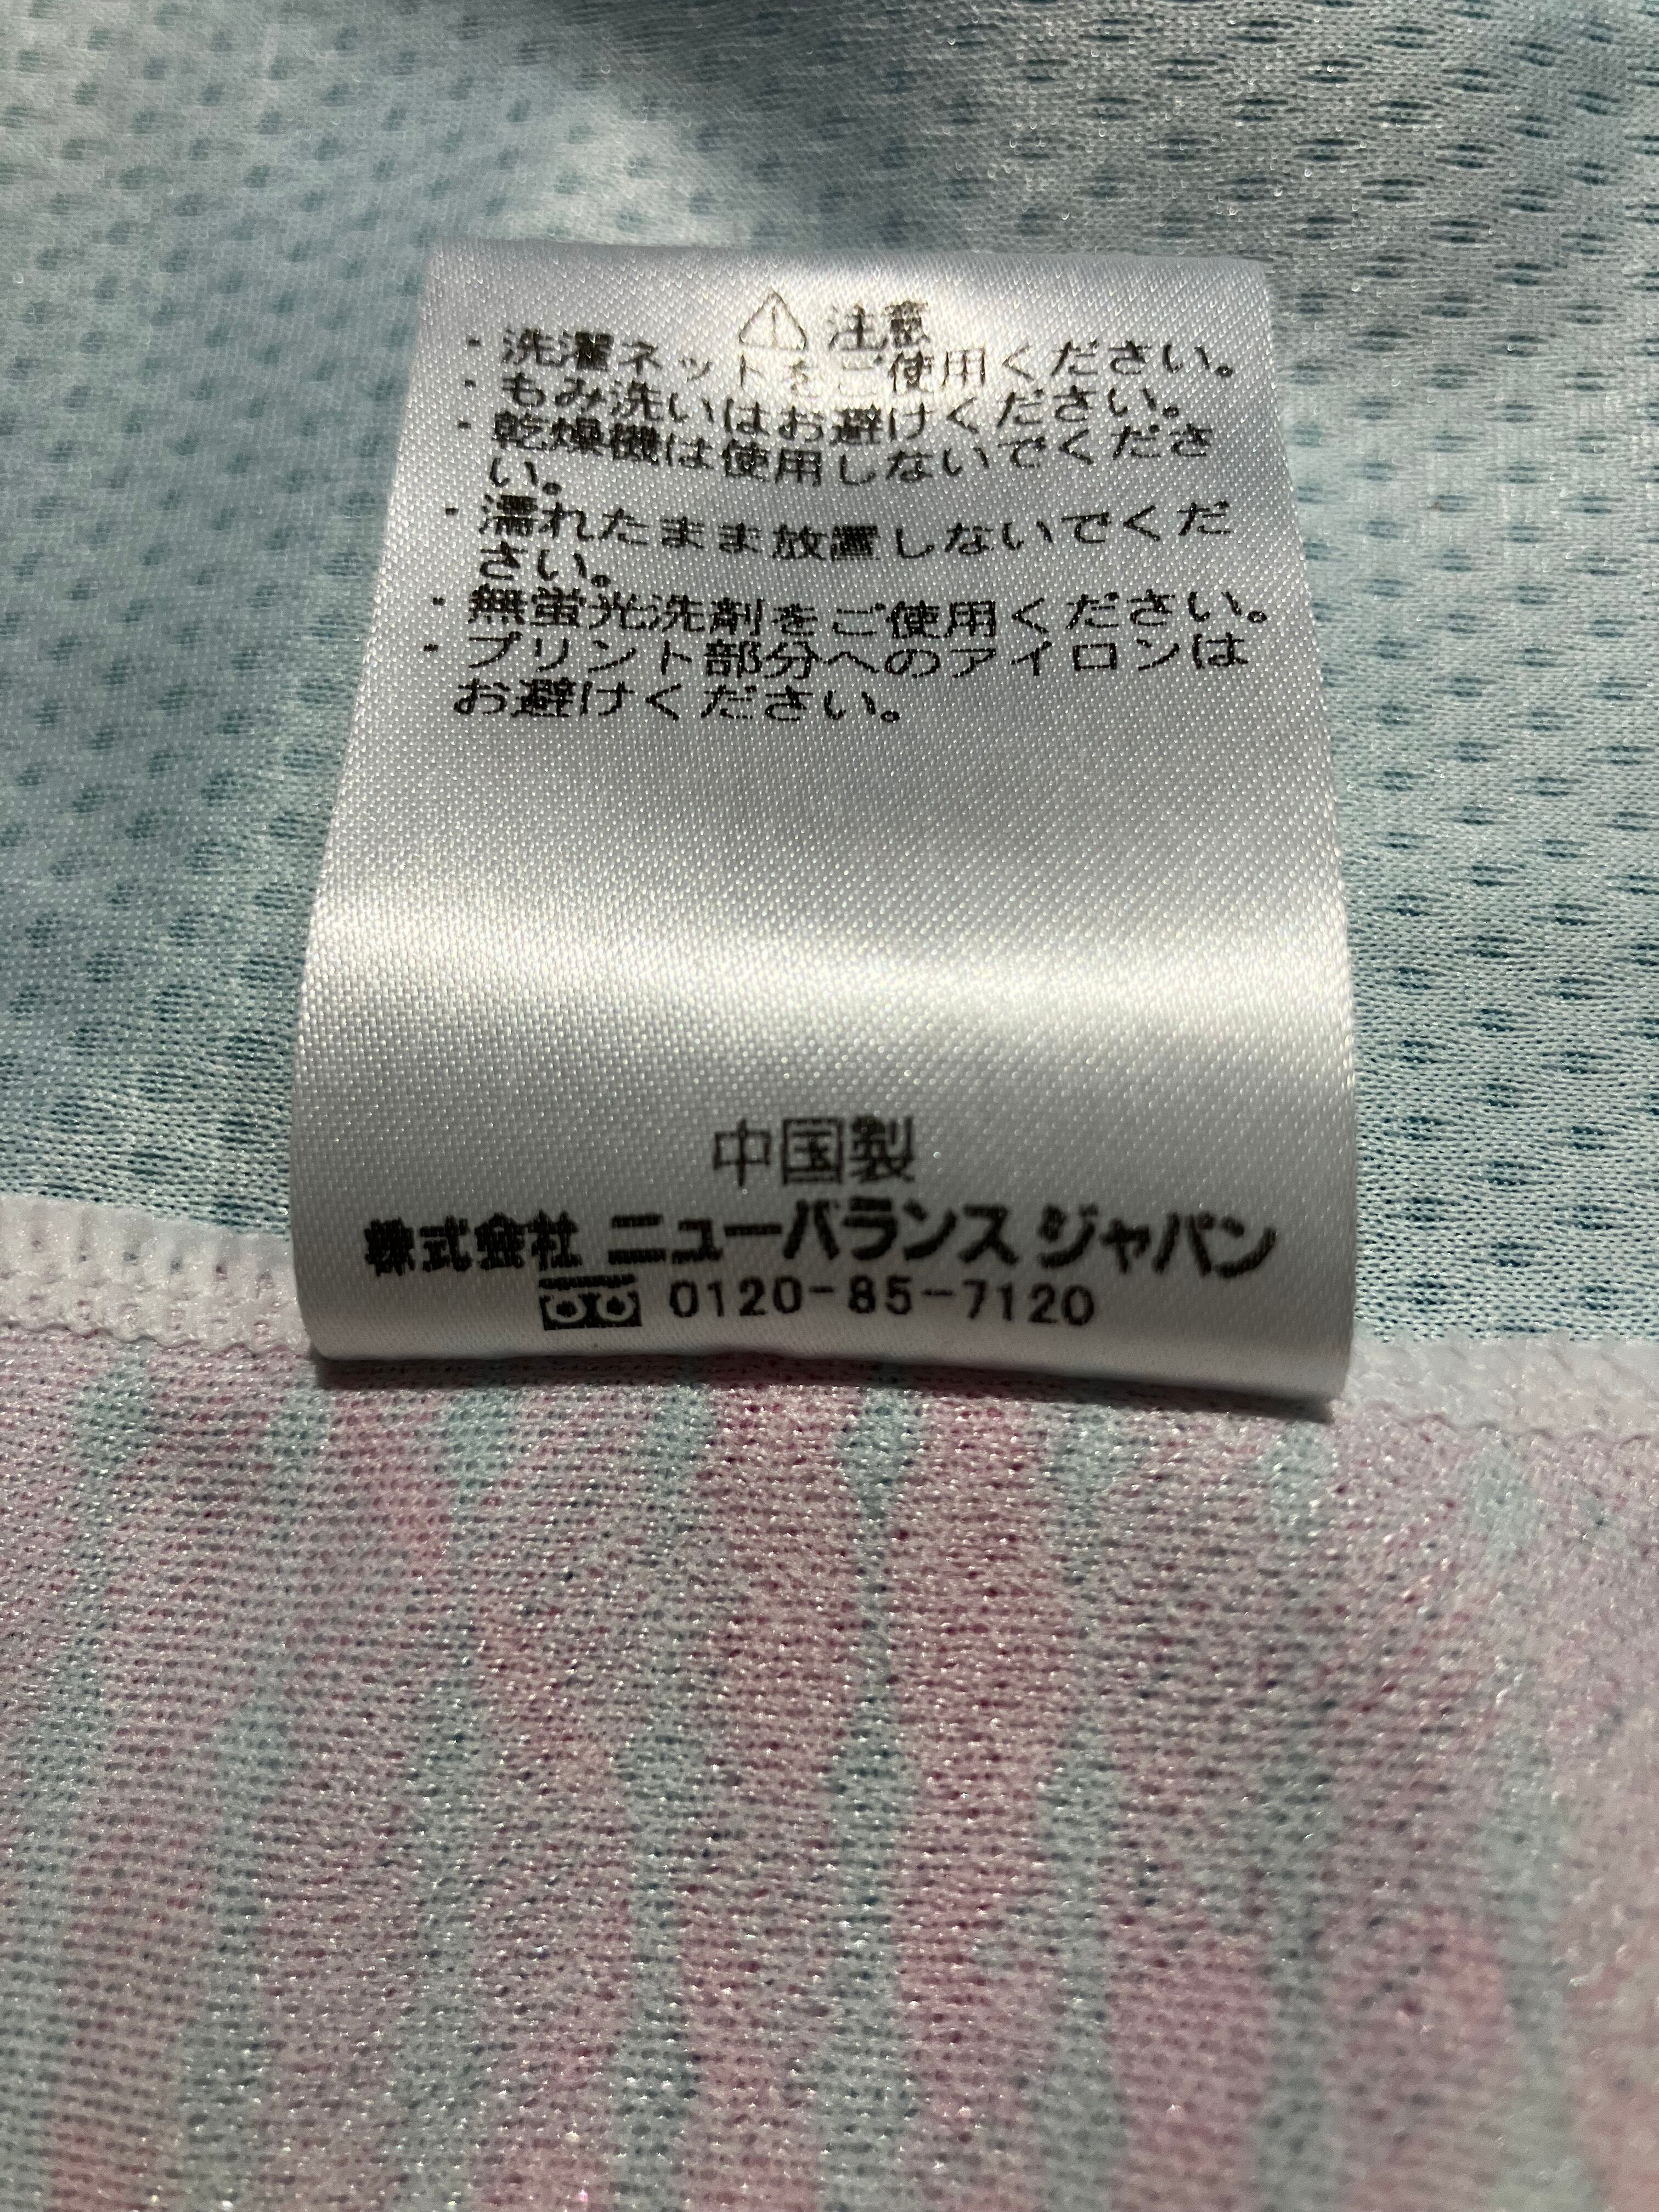 ⚠ 注意
・洗濯ネットをご使用ください。
・もみ洗いはお避けください。
・乾燥機は使用しないでくださ
い。
・濡れたまま放置しないでくだ
さい。
・無蛍光洗剤をご使用ください。
・プリント部分へのアイロンは
お避けください。
中国製
株式会社 ニューバランス ジャパン
0120-85-7120